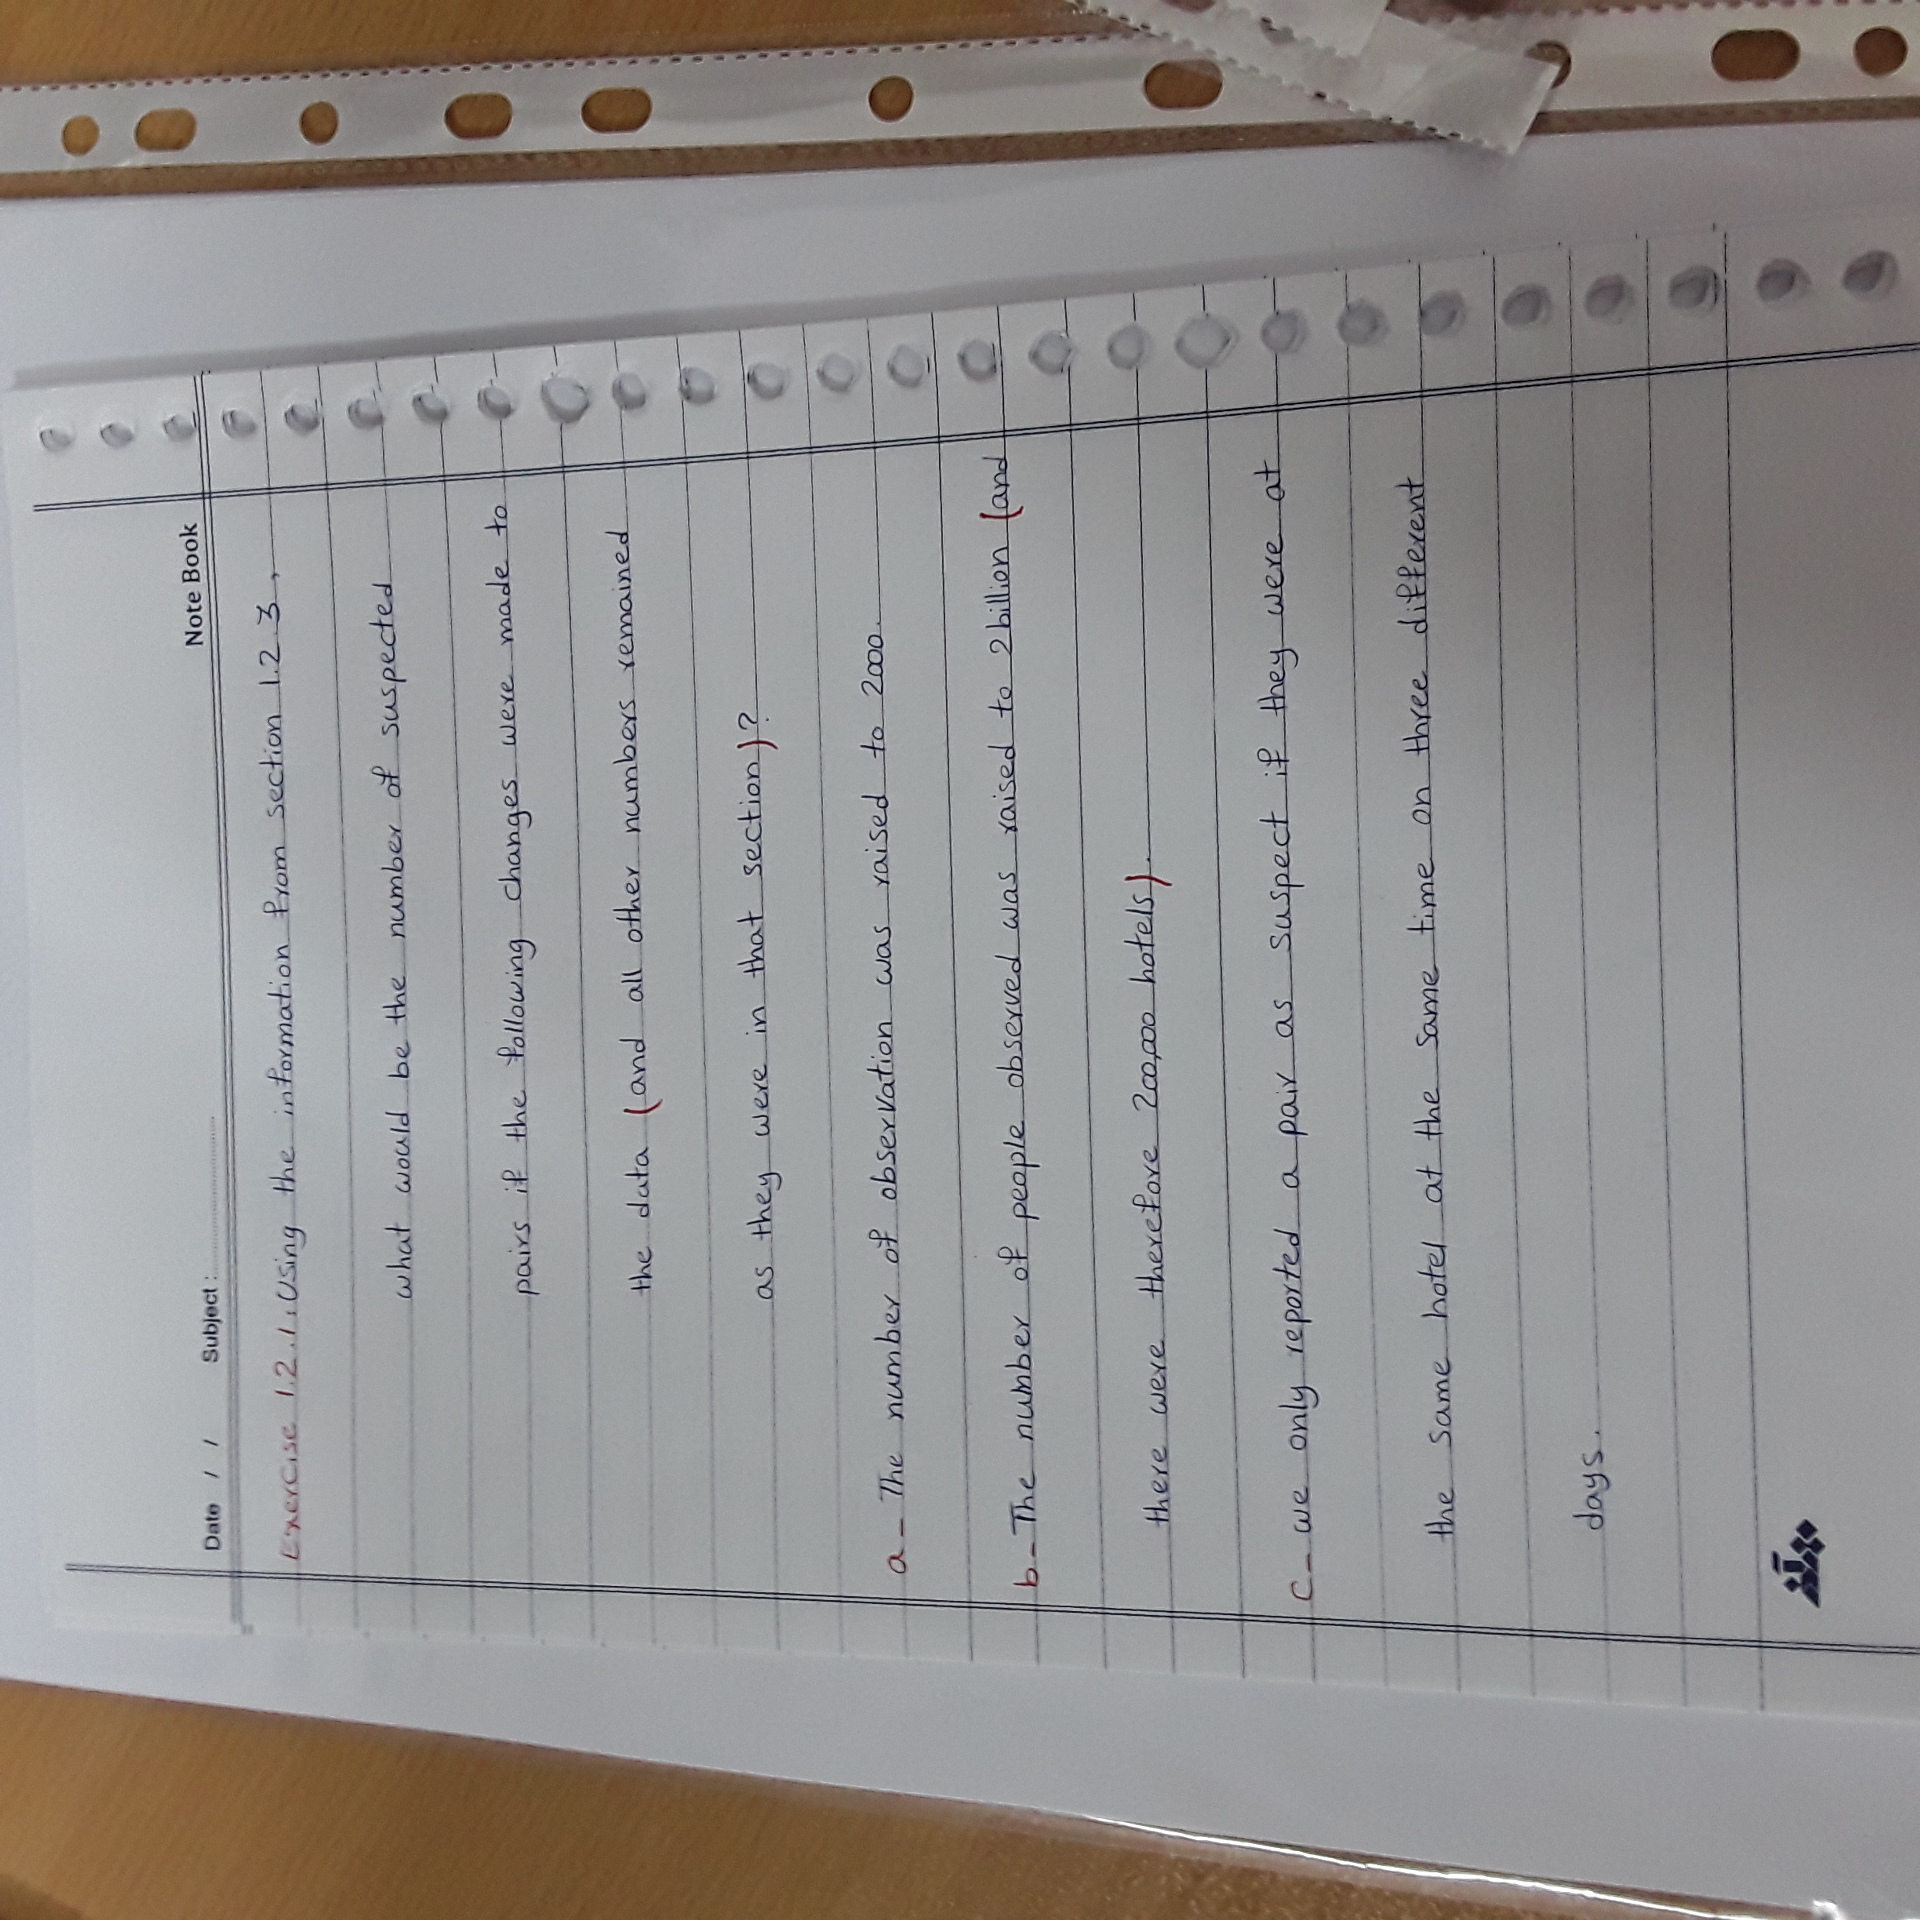 Note Book
Date / / Subject :
Exercise 1.2.1: Using the information from section 1.2.3,
what would be the number of suspected
pairs if the following changes were made to
the data (and all other numbers remained
as they were in that section)?
a - The number of observation was raised to 2000.
b - The number of people observed was raised to 2 billion (and
there were therefore 200,000 hotels).
c - we only reported a pair as suspect if they were at
the same hotel at the same time on three different
days.